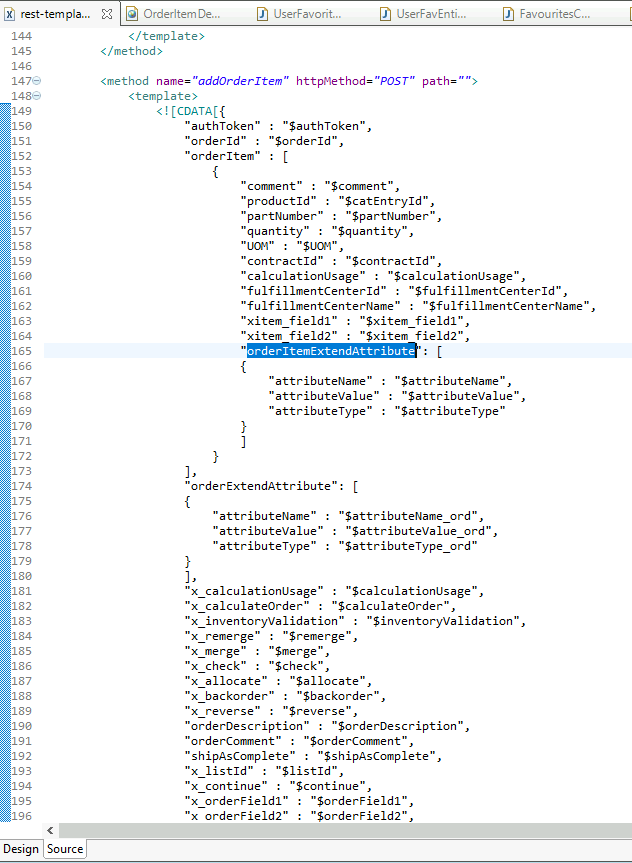 rest-templa... OrderItemDe... UserFavorit... UserFavEnti... FavouritesC...
144 </template>
145 </method>
146
147 <method name="addOrderItem" httpMethod="POST" path="">
148 <template>
149 <![CDATA[{
150 "authToken" : "$authToken",
151 "orderId" : "$orderId",
152 "orderItem" : [
153 {
154 "comment" : "$comment",
155 "productId" : "$catEntryId",
156 "partNumber" : "$partNumber",
157 "quantity" : "$quantity",
158 "UOM" : "$UOM",
159 "contractId" : "$contractId",
160 "calculationUsage" : "$calculationUsage",
161 "fulfillmentCenterId" : "$fulfillmentCenterId",
162 "fulfillmentCenterName" : "$fulfillmentCenterName",
163 "xitem_field1" : "$xitem_field1",
164 "xitem_field2" : "$xitem_field2",
165 "orderItemExtendAttribute": [
166 {
167 "attributeName" : "$attributeName",
168 "attributeValue" : "$attributeValue",
169 "attributeType" : "$attributeType"
170 }
171 ]
172 }
173 ],
174 "orderExtendAttribute": [
175 {
176 "attributeName" : "$attributeName_ord",
177 "attributeValue" : "$attributeValue_ord",
178 "attributeType" : "$attributeType_ord"
179 }
180 ],
181 "x_calculationUsage" : "$calculationUsage",
182 "x_calculateOrder" : "$calculateOrder",
183 "x_inventoryValidation" : "$inventoryValidation",
184 "x_remerge" : "$remerge",
185 "x_merge" : "$merge",
186 "x_check" : "$check",
187 "x_allocate" : "$allocate",
188 "x_backorder" : "$backorder",
189 "x_reverse" : "$reverse",
190 "orderDescription" : "$orderDescription",
191 "orderComment" : "$orderComment",
192 "shipAsComplete" : "$shipAsComplete",
193 "x_listId" : "$listId",
194 "x_continue" : "$continue",
195 "x_orderField1" : "$orderField1",
196 "x_orderField2" : "$orderField2",
Design Source